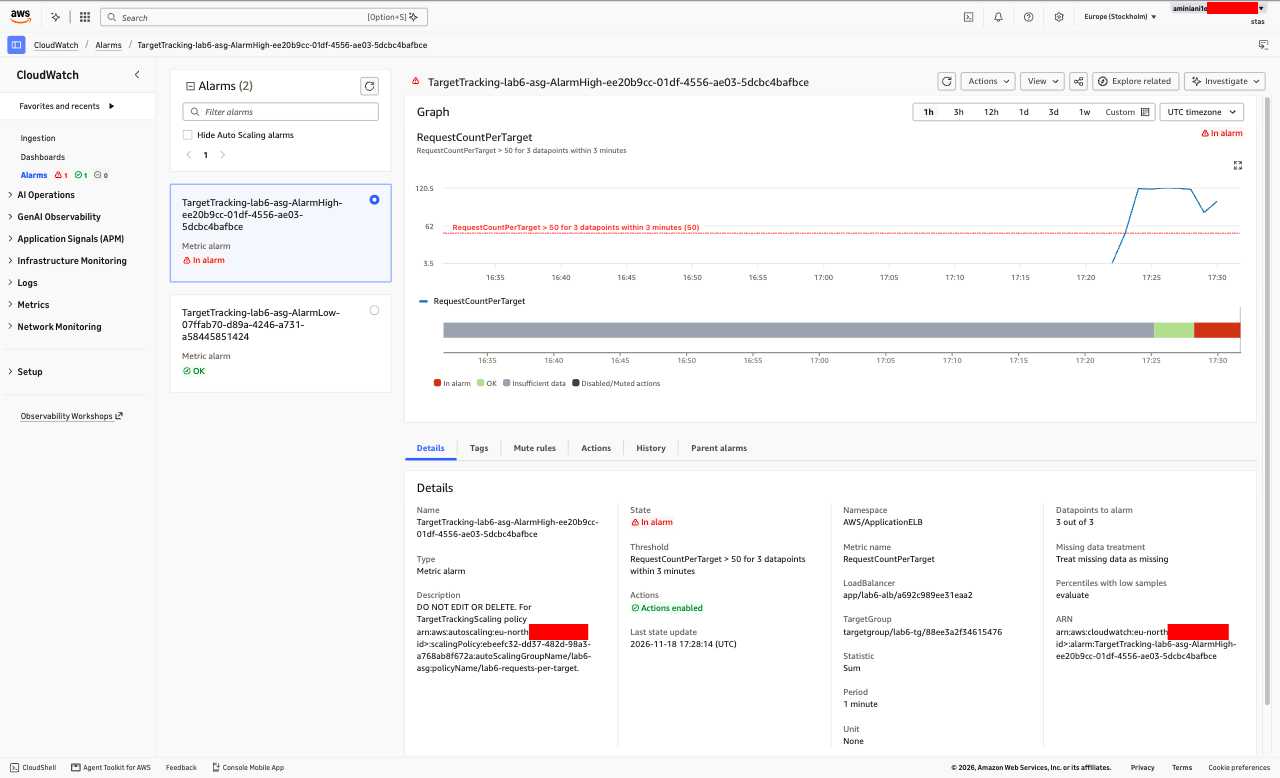 aws
Search
[Option+S]
Europe (Stockholm)
aminiani1e
stas
CloudWatch / Alarms / TargetTracking-lab6-asg-AlarmHigh-ee20b9cc-01df-4556-ae03-5dcbc4bafbce
CloudWatch
Favorites and recents
Ingestion
Dashboards
Alarms 1 1 0
AI Operations
GenAI Observability
Application Signals (APM)
Infrastructure Monitoring
Logs
Metrics
Network Monitoring
Setup
Observability Workshops
Alarms (2)
Filter alarms
Hide Auto Scaling alarms
1
TargetTracking-lab6-asg-AlarmHigh-
ee20b9cc-01df-4556-ae03-
5dcbc4bafbce
Metric alarm
In alarm
TargetTracking-lab6-asg-AlarmLow-
07ffab70-d89a-4246-a731-
a58445851424
Metric alarm
OK
TargetTracking-lab6-asg-AlarmHigh-ee20b9cc-01df-4556-ae03-5dcbc4bafbce
Actions
View
Explore related
Investigate
Graph
1h 3h 12h 1d 3d 1w Custom
UTC timezone
RequestCountPerTarget
In alarm
RequestCountPerTarget > 50 for 3 datapoints within 3 minutes
120.5
62
3.5
RequestCountPerTarget > 50 for 3 datapoints within 3 minutes (50)
16:35 16:40 16:45 16:50 16:55 17:00 17:05 17:10 17:15 17:20 17:25 17:30
RequestCountPerTarget
16:35 16:40 16:45 16:50 16:55 17:00 17:05 17:10 17:15 17:20 17:25 17:30
In alarm OK Insufficient data Disabled/Muted actions
Details Tags Mute rules Actions History Parent alarms
Details
Name
TargetTracking-lab6-asg-AlarmHigh-ee20b9cc-
01df-4556-ae03-5dcbc4bafbce
Type
Metric alarm
Description
DO NOT EDIT OR DELETE. For
TargetTrackingScaling policy
arn:aws:autoscaling:eu-north
id>:scalingPolicy:ebeefc32-dd37-482d-98a3-
a768ab8f672a:autoScalingGroupName/lab6-
asg:policyName/lab6-requests-per-target.
State
In alarm
Threshold
RequestCountPerTarget > 50 for 3 datapoints
within 3 minutes
Actions
Actions enabled
Last state update
2026-11-18 17:28:14 (UTC)
Namespace
AWS/ApplicationELB
Metric name
RequestCountPerTarget
LoadBalancer
app/lab6-alb/a692c989ee31eaa2
TargetGroup
targetgroup/lab6-tg/88ee3a2f34615476
Statistic
Sum
Period
1 minute
Unit
None
Datapoints to alarm
3 out of 3
Missing data treatment
Treat missing data as missing
Percentiles with low samples
evaluate
ARN
arn:aws:cloudwatch:eu-north
id>:alarm:TargetTracking-lab6-asg-AlarmHigh-
ee20b9cc-01df-4556-ae03-5dcbc4bafbce
CloudShell
Agent Toolkit for AWS
Feedback
Console Mobile App
© 2026, Amazon Web Services, Inc. or its affiliates.
Privacy
Terms
Cookie preferences